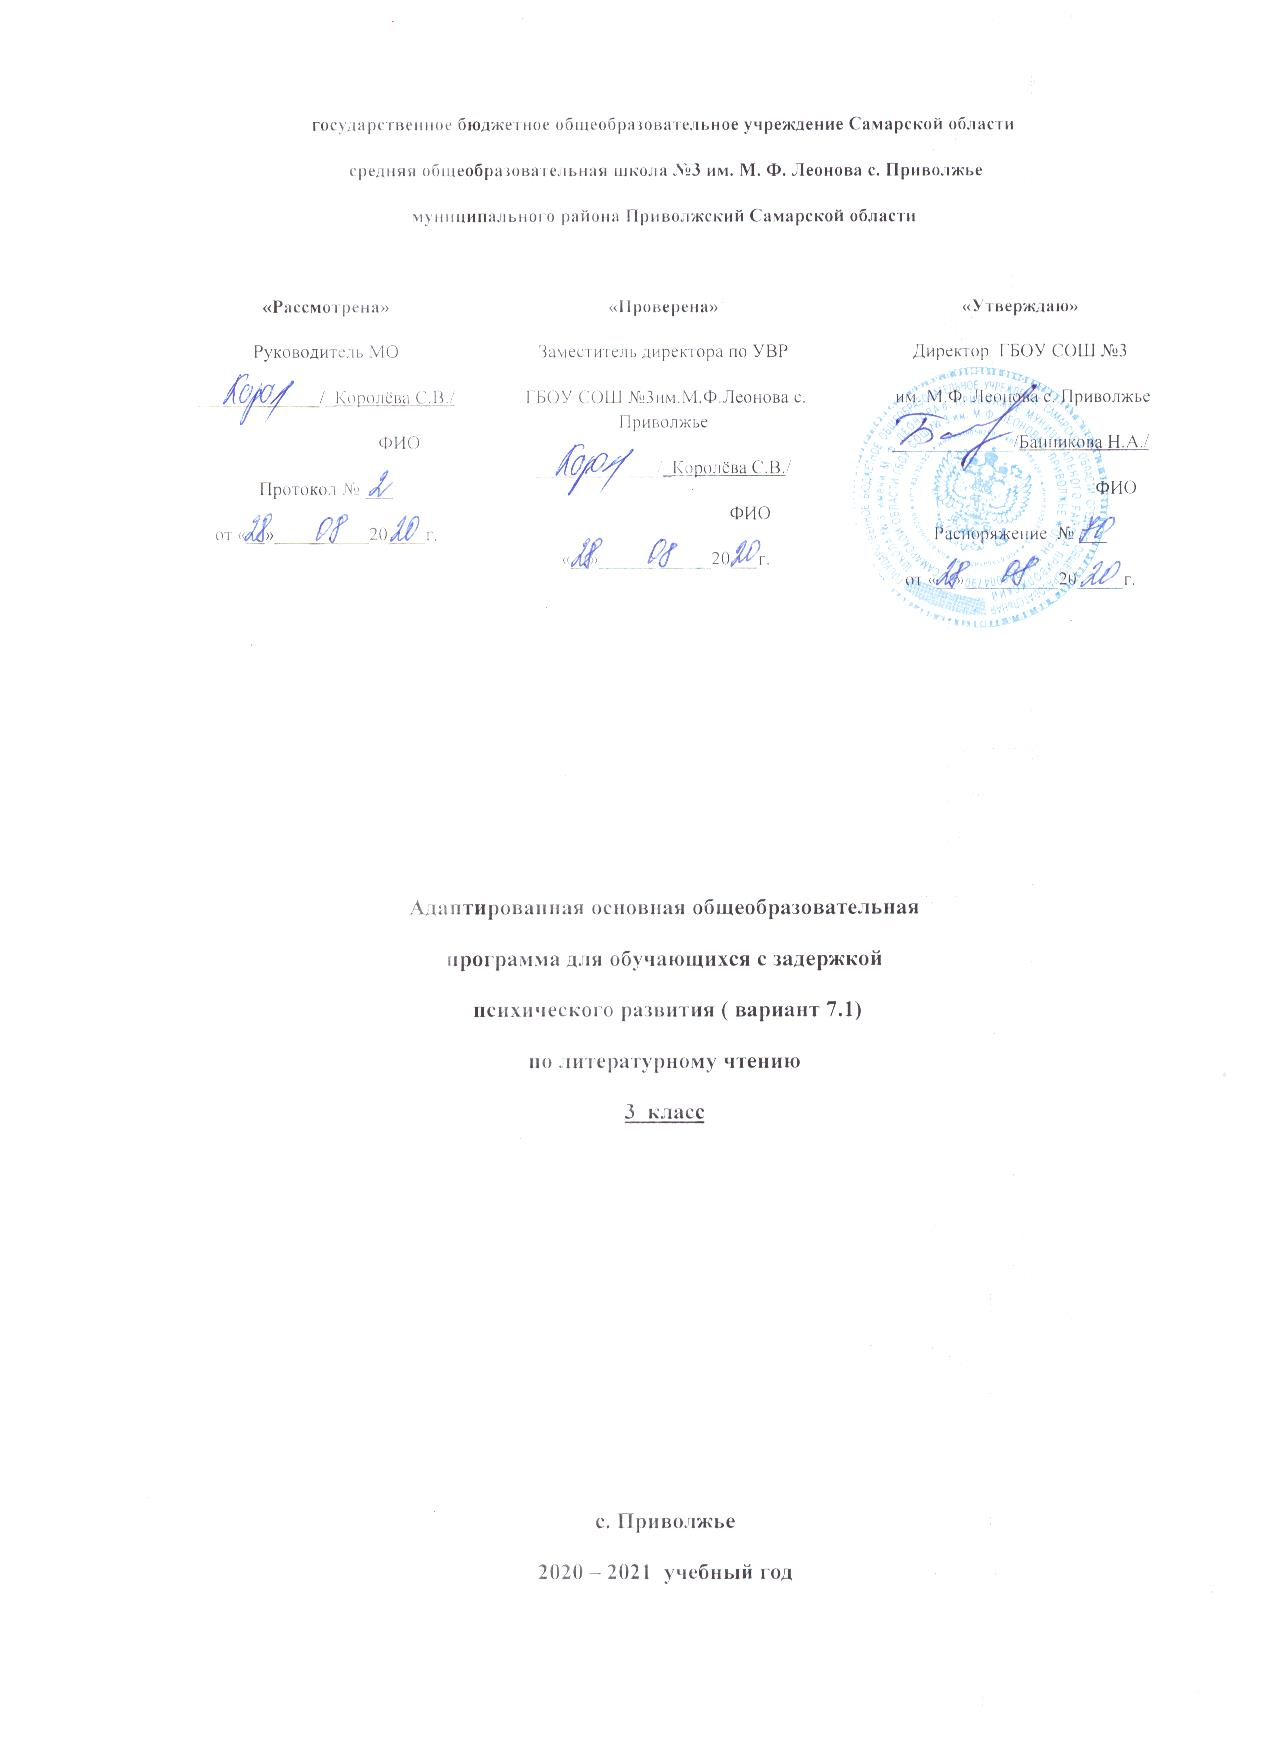 государственное бюджетное общеобразовательное учреждение Самарской области
средняя общеобразовательная школа №3 им. М. Ф. Леонова с. Приволжье
муниципального района Приволжский Самарской области
«Рассмотрена»
Руководитель МО
/ Королёва С.В./
ФИО
Протокол № 2
от «28» 08 2020 г.
«Проверена»
Заместитель директора по УВР
ГБОУ СОШ №3им.М.Ф.Леонова с.
Приволжье
/ Королёва С.В./
ФИО
«28» 08 2020 г.
«Утверждаю»
Директор ГБОУ СОШ №3
им. М.Ф. Леонова с. Приволжье
/Банникова Н.А./
ФИО
Распоряжение №
от «28» 08 2020 г.
Адаптированная основная общеобразовательная
программа для обучающихся с задержкой
психического развития ( вариант 7.1)
по литературному чтению
3 класс
с. Приволжье
2020 – 2021 учебный год